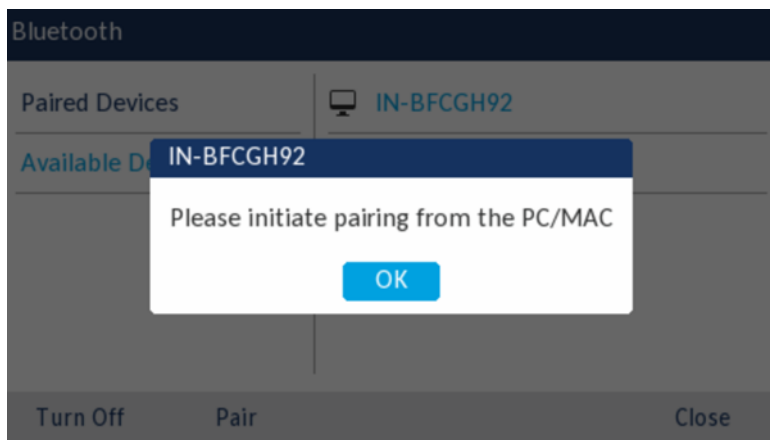 Bluetooth
Paired Devices
IN-BFCGH92
Available De
IN-BFCGH92
Please initiate pairing from the PC/MAC
OK
Turn Off Pair Close